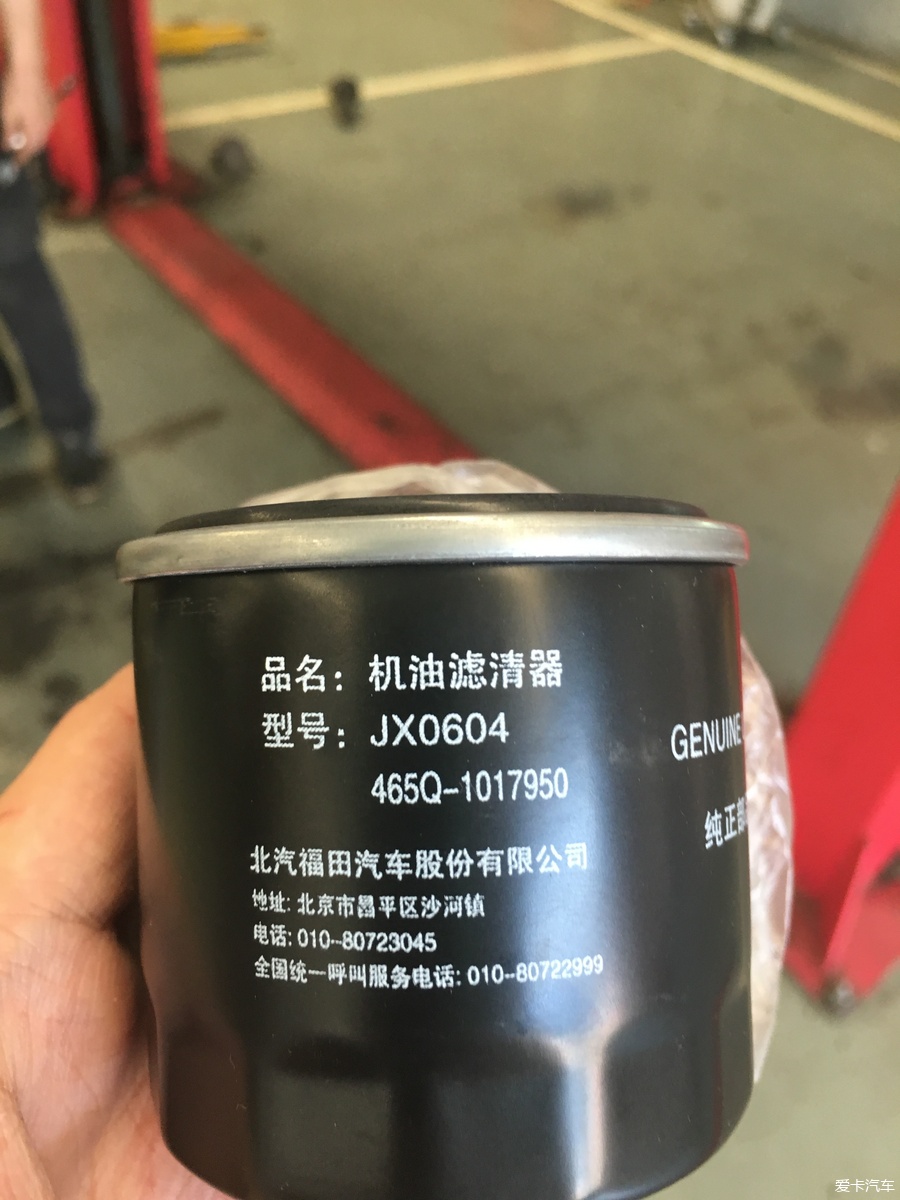 品名：机油滤清器
型号：JX0604
465Q-1017950
GENUINE
纯正部
北汽福田汽车股份有限公司
地址: 北京市昌平区沙河镇
电话: 010--80723045
全国统一呼叫服务电话: 010--80722999
爱卡汽车